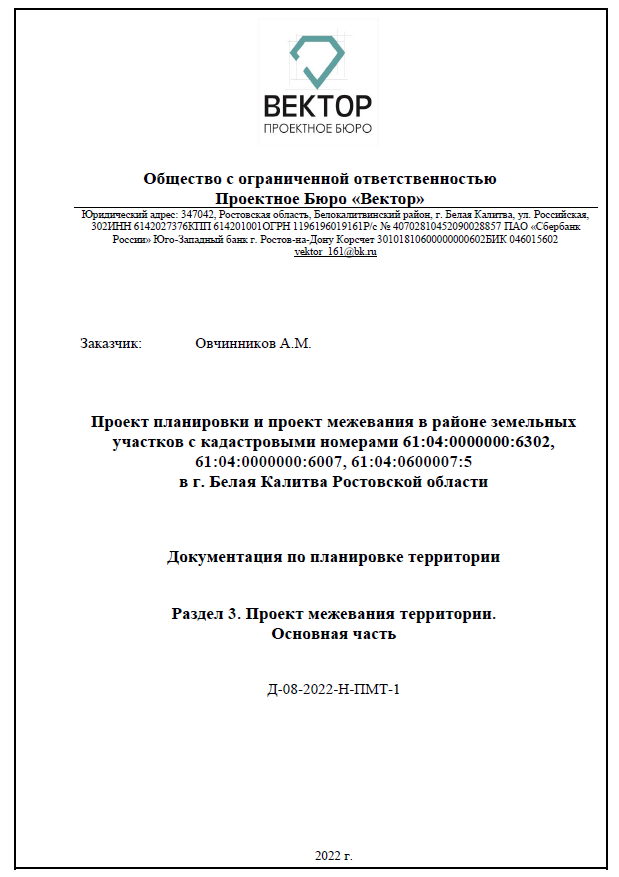 ВЕКТОР
ПРОЕКТНОЕ БЮРО
Общество с ограниченной ответственностью
Проектное Бюро «Вектор»
Юридический адрес: 347042, Ростовская область, Белокалитвинский район, г. Белая Калитва, ул. Российская,
302ИНН 6142027376КПП 614201001ОГРН 1196196019161Р/с № 40702810452090028857 ПАО «Сбербанк
России» Юго-Западный банк г. Ростов-на-Дону Корсчет 30101810600000000602БИК 046015602
vektor_161@bk.ru
Заказчик: Овчинников А.М.
Проект планировки и проект межевания в районе земельных
участков с кадастровыми номерами 61:04:0000000:6302,
61:04:0000000:6007, 61:04:0600007:5
в г. Белая Калитва Ростовской области
Документация по планировке территории
Раздел 3. Проект межевания территории.
Основная часть
Д-08-2022-Н-ПМТ-1
2022 г.